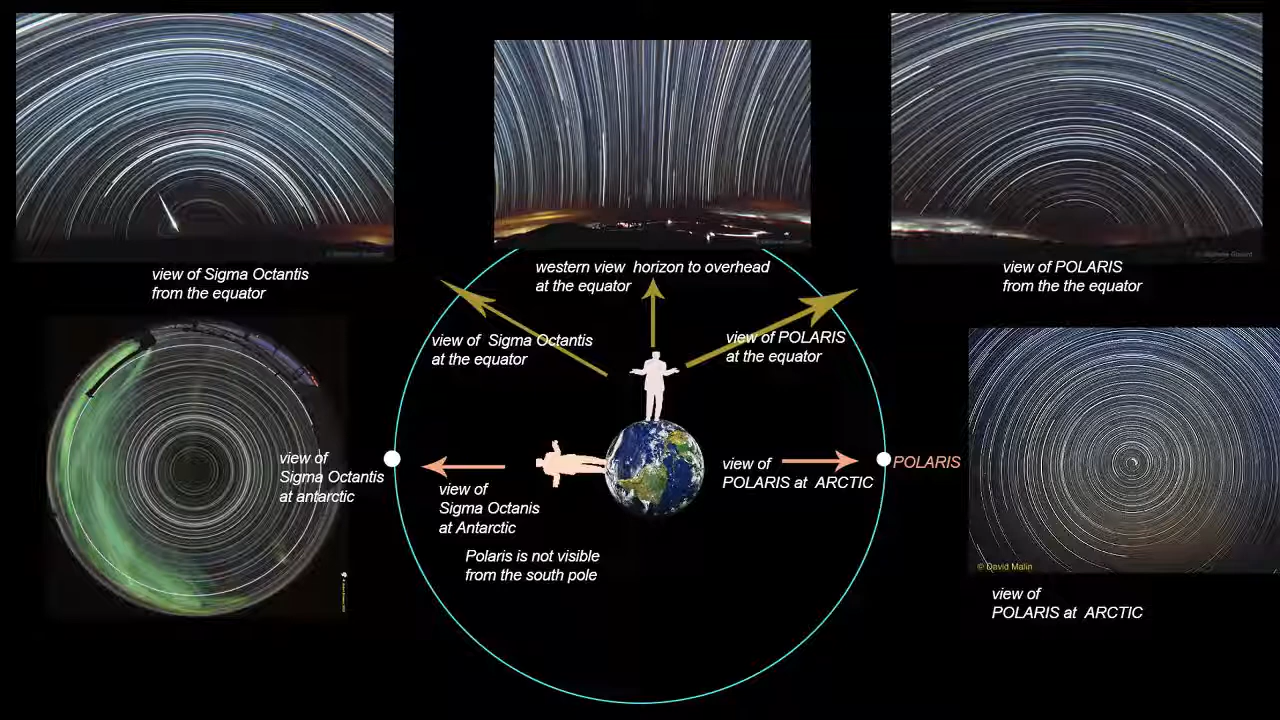 view of Sigma Octantis
from the the equator
western view horizon to overhead
at the equator
view of POLARIS
from the the equator
view of Sigma Octantis
at the equator
view of POLARIS
at the equator
view of
Sigma Octantis
at antarctic
view of
Sigma Octanis
at Antarctic
Polaris is not visible
from the south pole
view of
POLARIS at ARCTIC
POLARIS
© David Malin
view of
POLARIS at ARCTIC